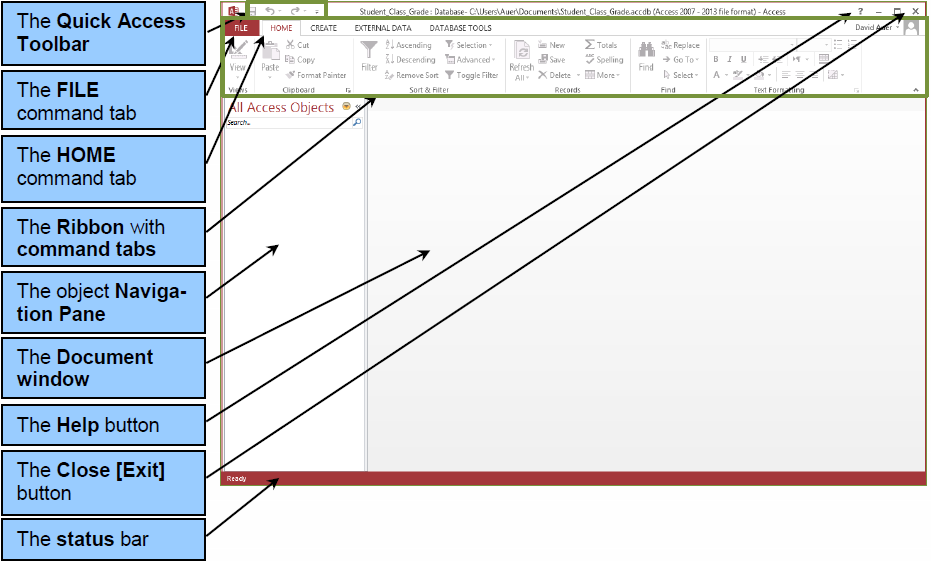 The Quick Access
Toolbar
The FILE
command tab
The HOME
command tab
The Ribbon with
command tabs
The object Naviga-
tion Pane
The Document
window
The Help button
The Close [Exit]
button
The status bar
Student_Class_Grade : Database- C:\Users\Auer\Documents\Student_Class_Grade.accdb (Access 2007 - 2013 file format) - Access
?
FILE HOME CREATE EXTERNAL DATA DATABASE TOOLS
David Auer
View
Views
Paste
Cut
Copy
Format Painter
Clipboard
Filter
Ascending
Descending
Remove Sort
Selection
Advanced
Toggle Filter
Sort & Filter
Refresh
All
New
Save
Delete
Totals
Spelling
More
Records
Find
Replace
Go To
Select
Find
B I U
A
Text Formatting
All Access Objects
Search...
Ready